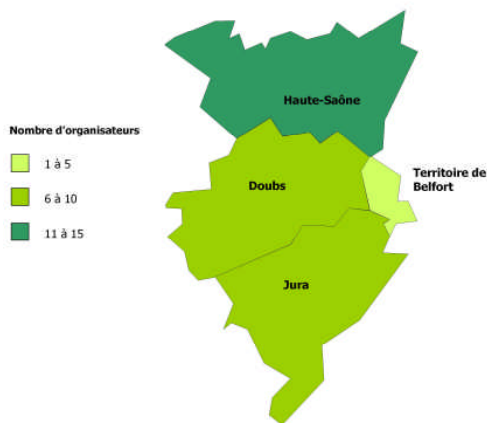 Haute-Saône
Nombre d'organisateurs
1 à 5
6 à 10
11 à 15
Doubs
Territoire de
Belfort
Jura